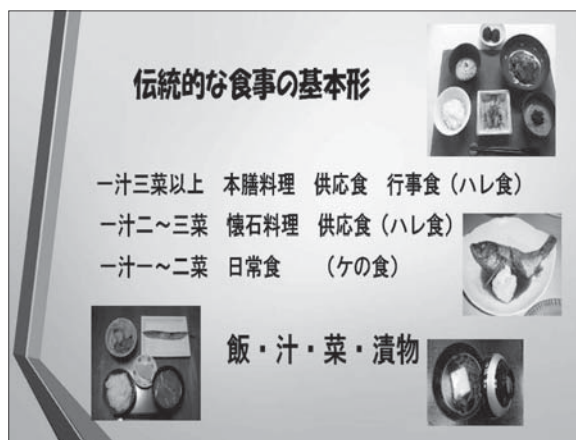 伝統的な食事の基本形
一汁三菜以上 本膳料理 供応食 行事食(ハレ食)
一汁二~三菜 懐石料理 供応食(ハレ食)
一汁一~二菜 日常食 (ケの食)
飯・汁・菜・漬物